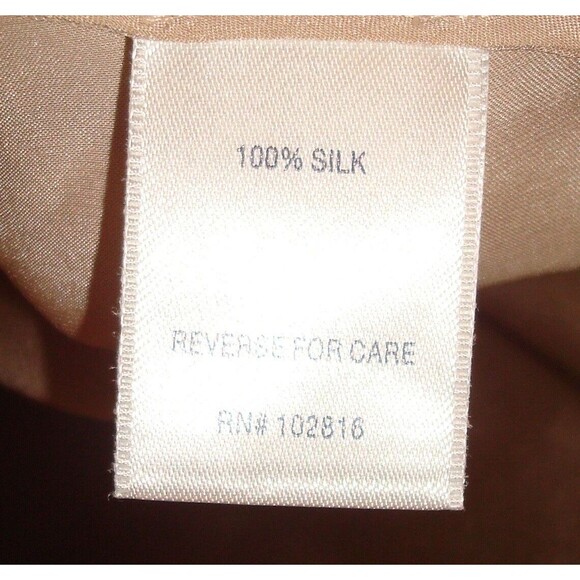 100% SILK
REVERSE FOR CARE
RN# 102816